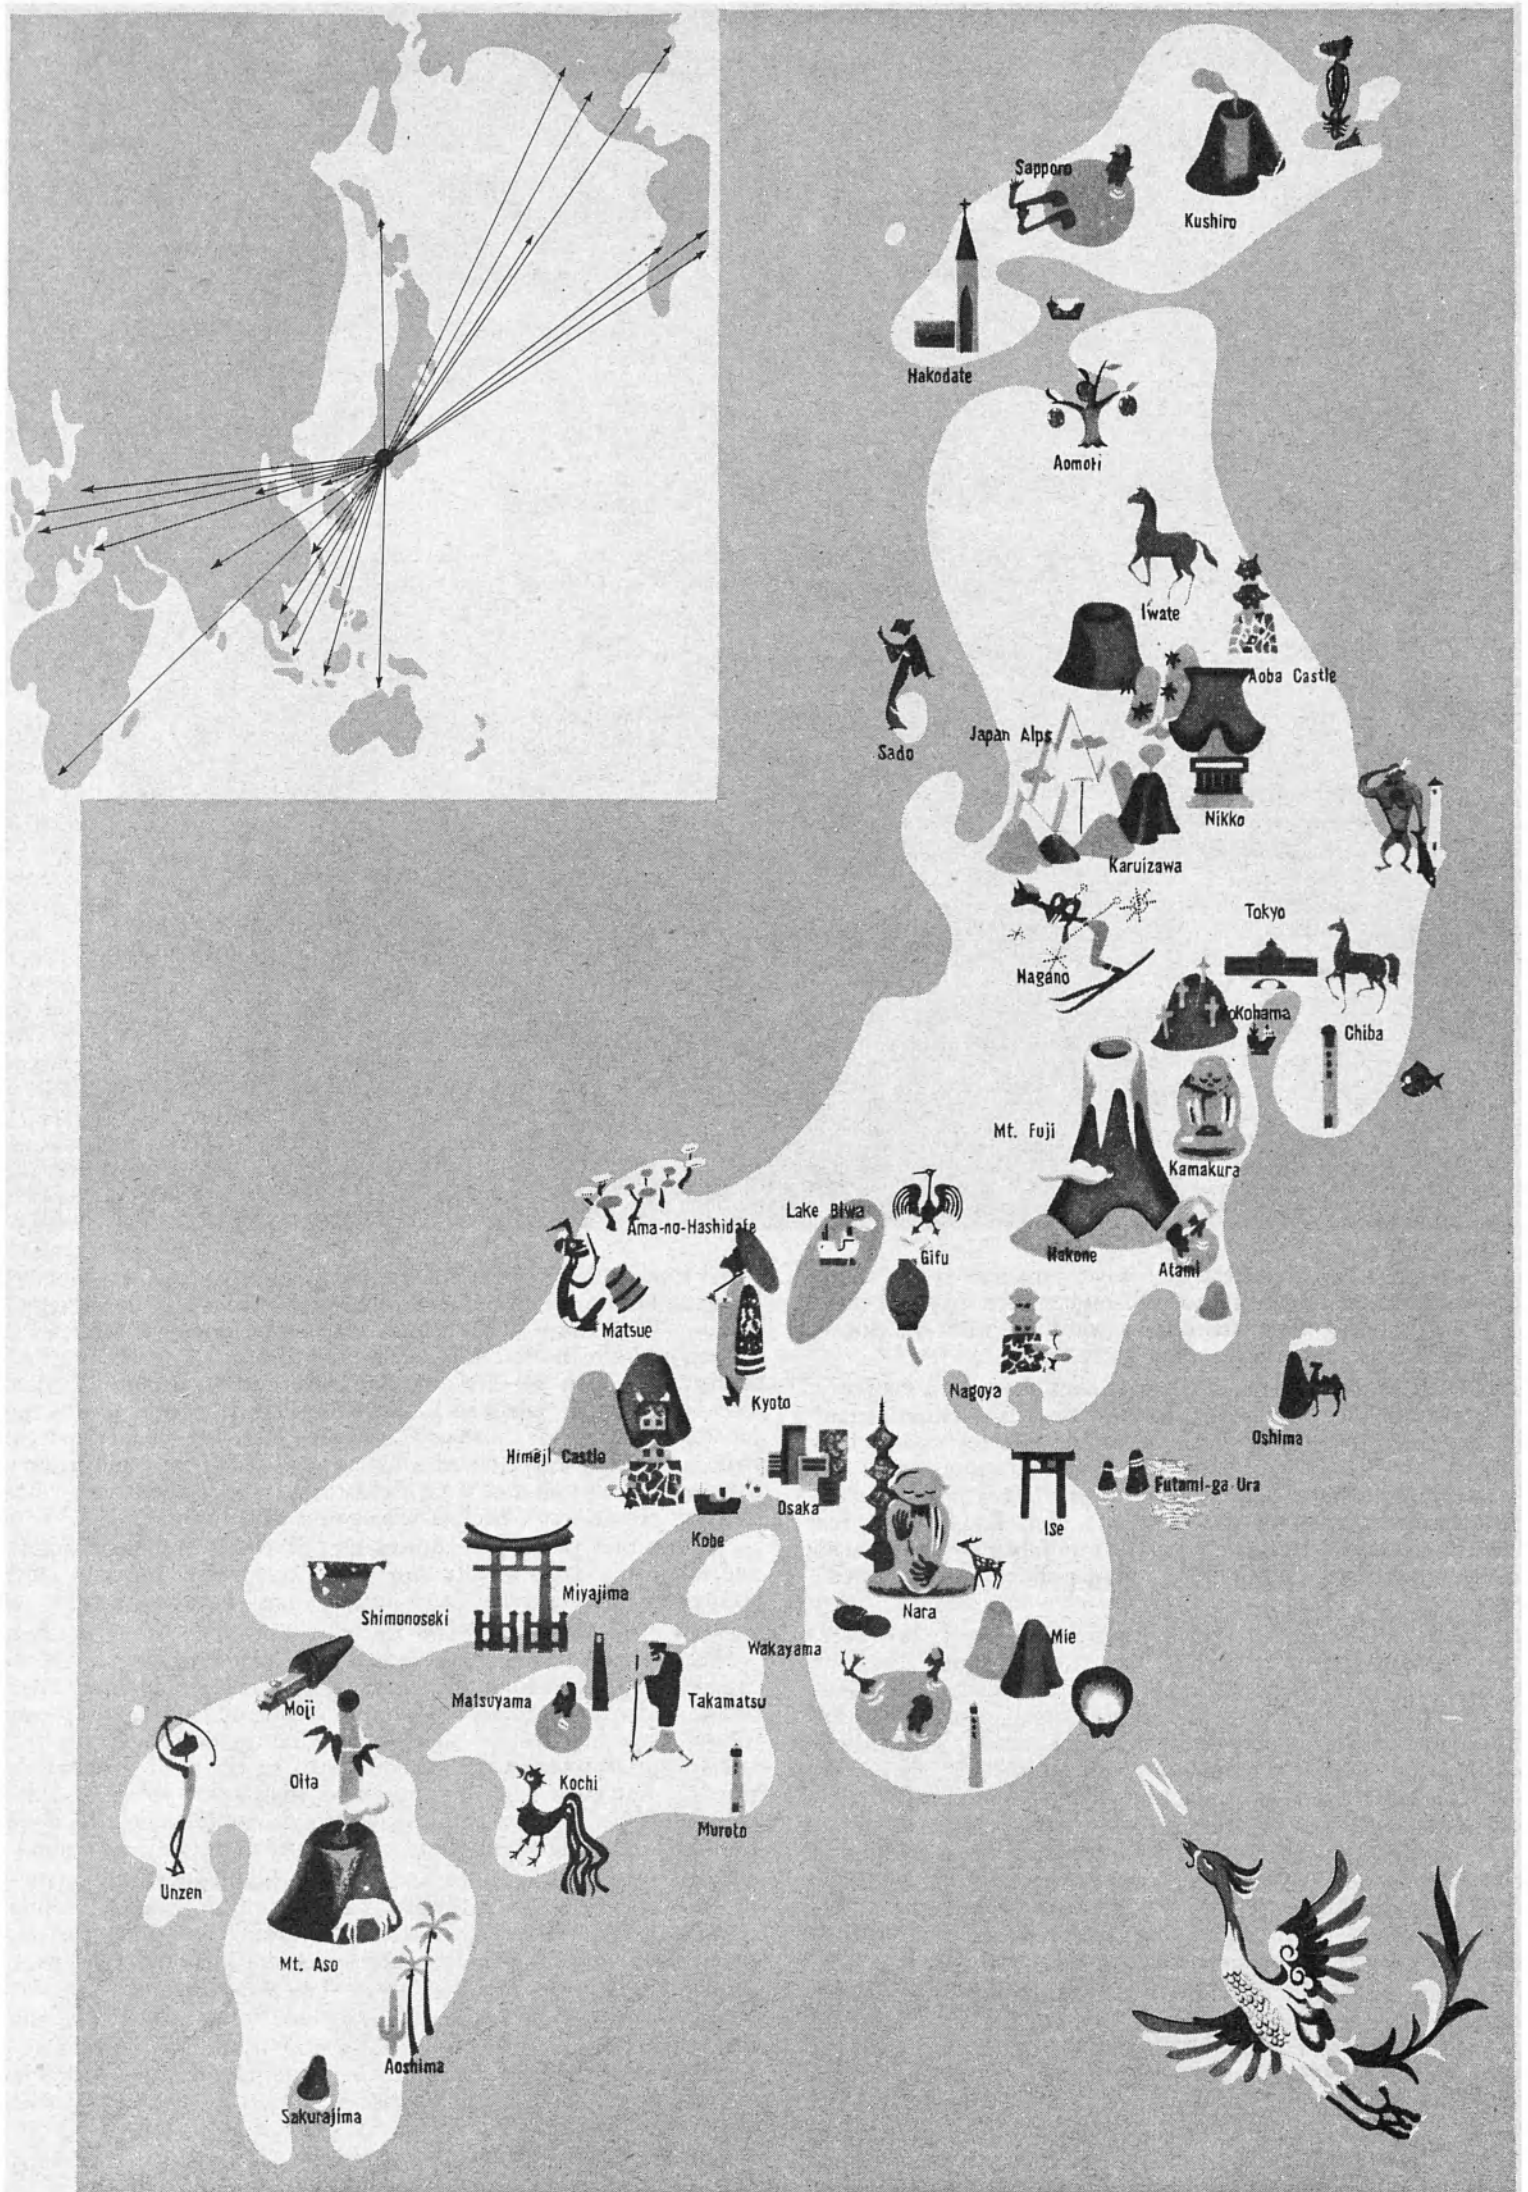 Sapporo
Kushiro
Hakodate
Aomori
Iwate
Aoba Castle
Sado
Japan Alps
Nikko
Karuizawa
Tokyo
Nagano
Yokohama
Chiba
Mt. Fuji
Kamakura
Lake Biwa
Ama-no-Hashidate
Gifu
Hakone
Atami
Matsue
Nagoya
Kyoto
Oshima
Himeji Castle
Futami-ga Ura
Osaka
Ise
Kobe
Miyajima
Nara
Shimonoseki
Mie
Wakayama
Matsuyama
Takamatsu
Moji
Oita
Kochi
N
Muroto
Unzen
Mt. Aso
Aoshima
Sakurajima